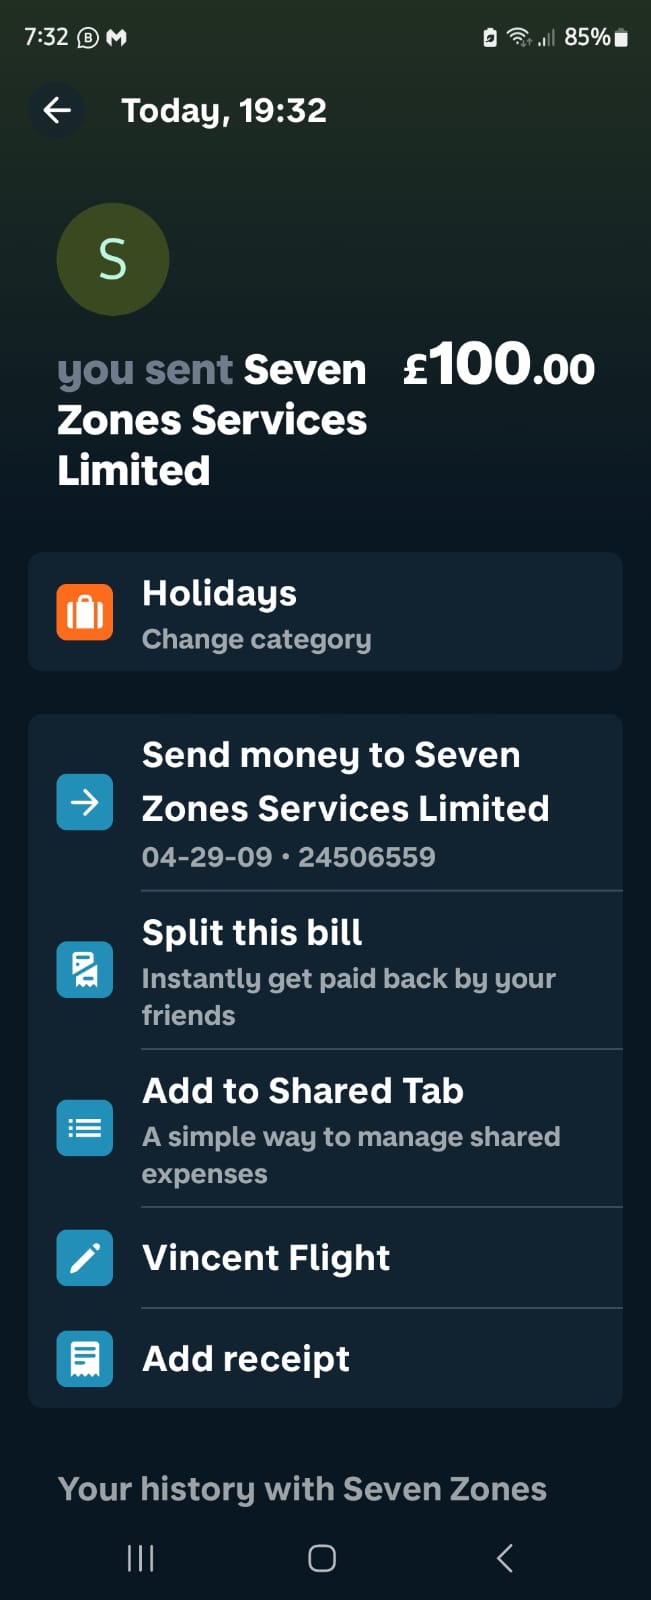 7:32 85%
Today, 19:32
S
you sent Seven £100.00
Zones Services
Limited
Holidays
Change category
Send money to Seven
Zones Services Limited
04-29-09 • 24506559
Split this bill
Instantly get paid back by your
friends
Add to Shared Tab
A simple way to manage shared
expenses
Vincent Flight
Add receipt
Your history with Seven Zones